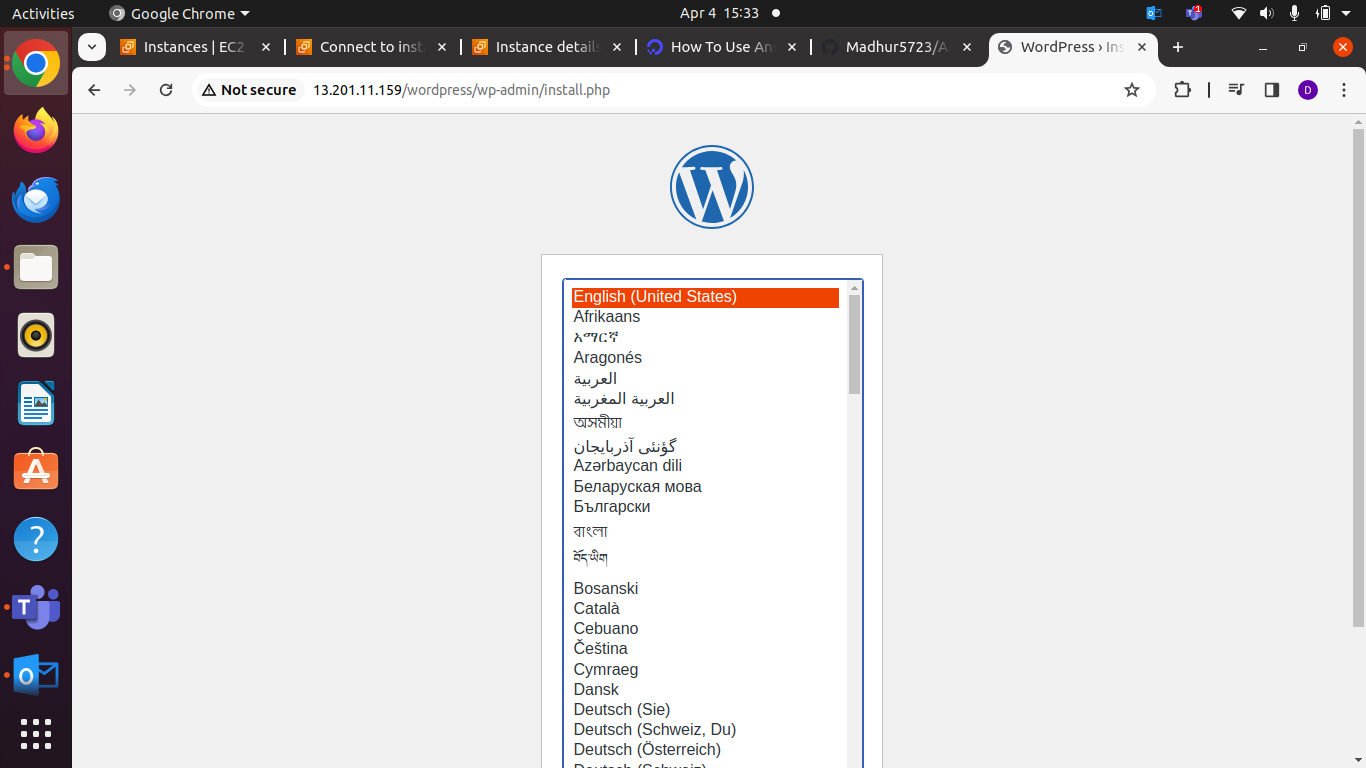 Activities Google Chrome Apr 4 15:33 1
Instances | EC2 Connect to inst Instance details How To Use An Madhur5723/A WordPress › Ins
Not secure 13.201.11.159/wordpress/wp-admin/install.php D
W
English (United States)
Afrikaans
አማርኛ
Aragonés
العربية
العربية المغربية
অসমীয়া
گؤنئی آذربایجان
Azərbaycan dili
Беларуская мова
Български
বাংলা
བོད་ཡིག
Bosanski
Català
Cebuano
Čeština
Cymraeg
Dansk
Deutsch (Sie)
Deutsch (Schweiz, Du)
Deutsch (Österreich)
Deutsch (Schweiz)